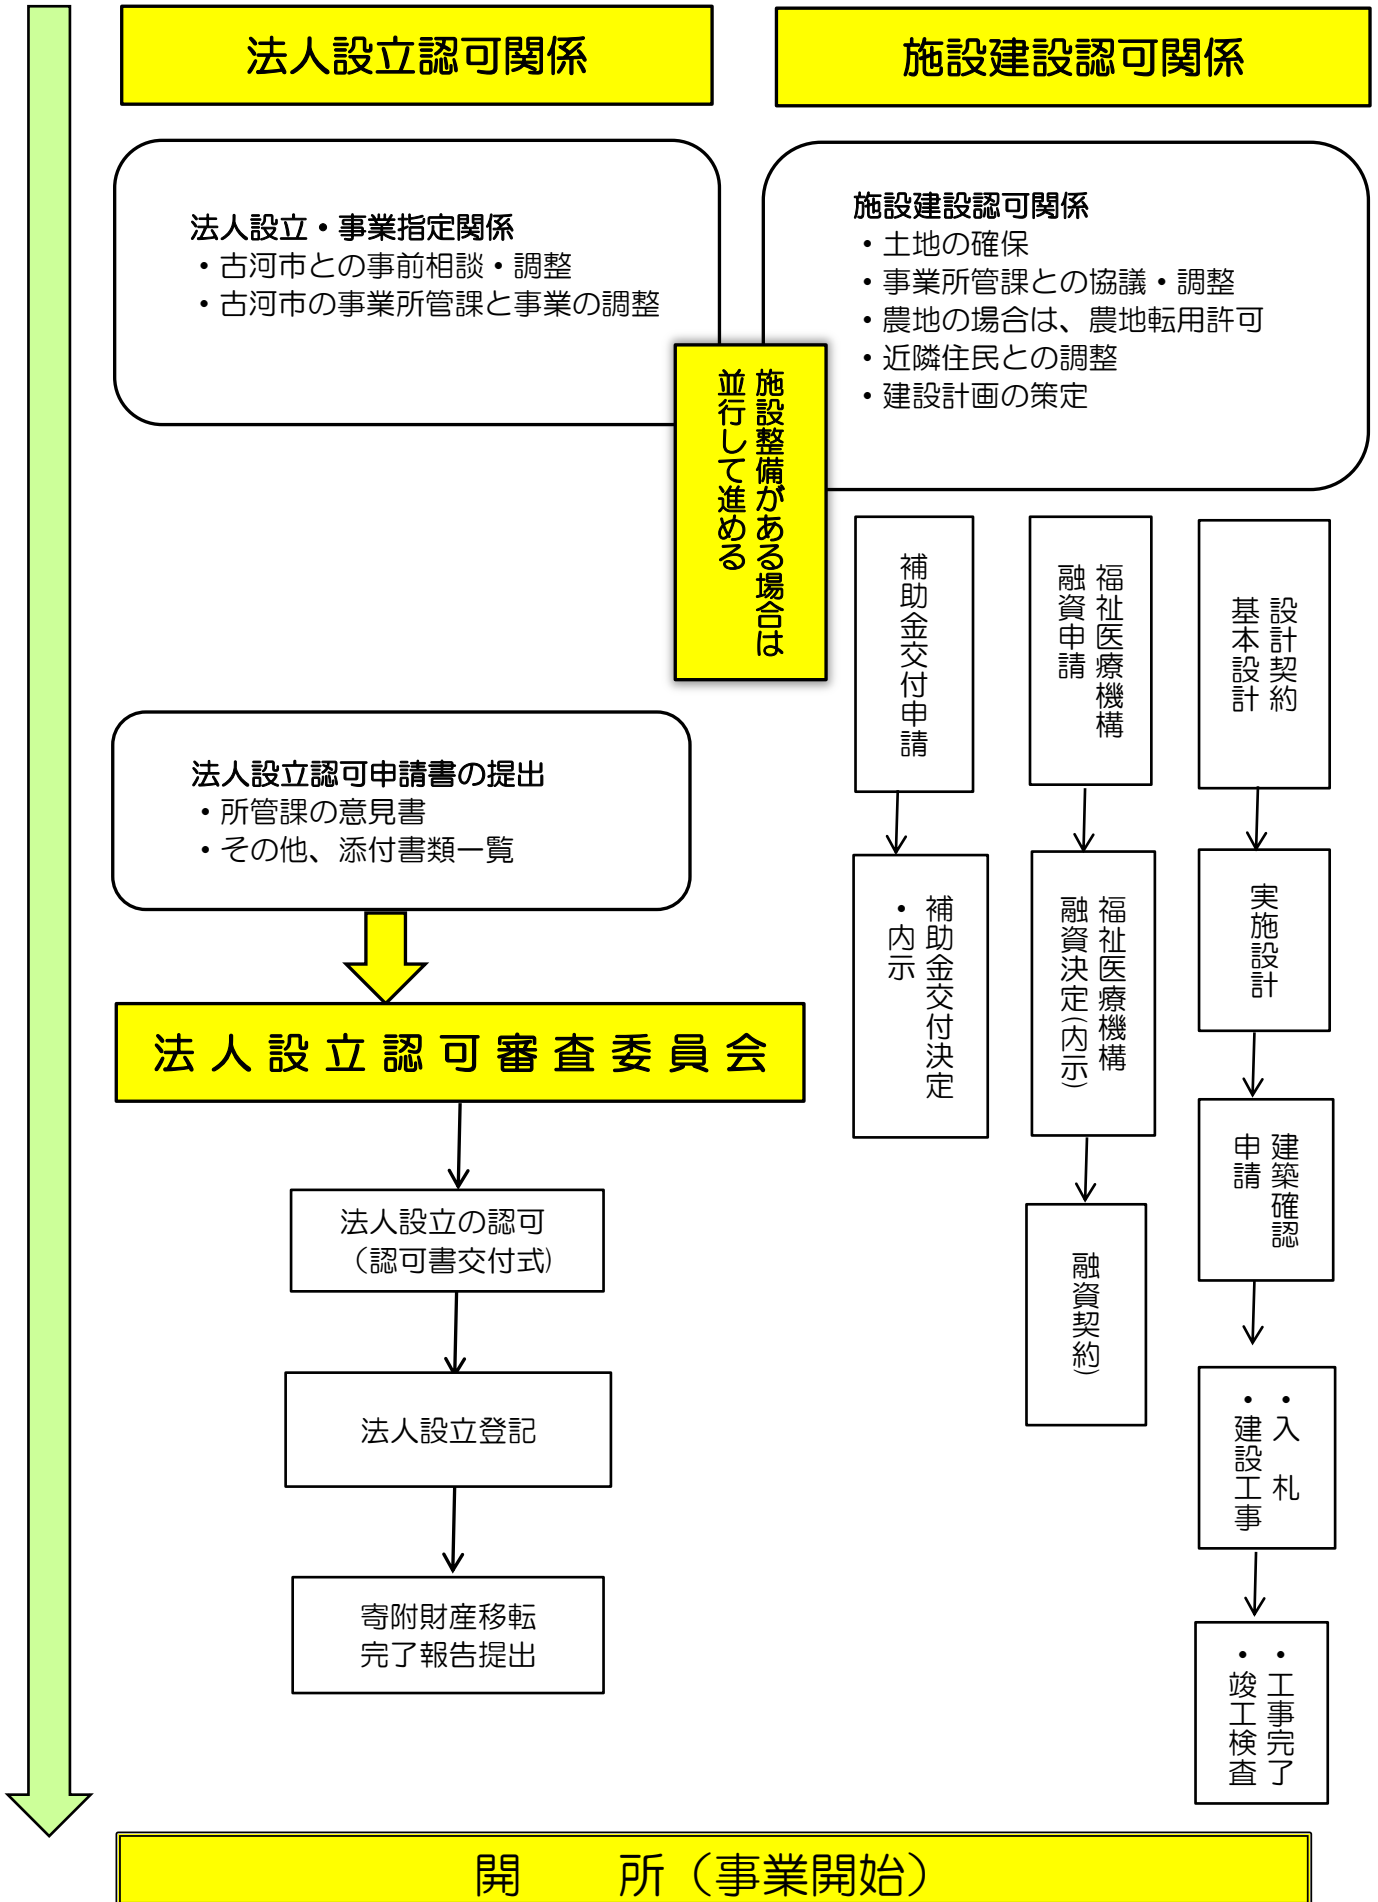 法人設立認可関係
施設建設認可関係
法人設立・事業指定関係
・古河市との事前相談・調整
・古河市の事業所管課と事業の調整
施設建設認可関係
・土地の確保
・事業所管課との協議・調整
・農地の場合は、農地転用許可
・近隣住民との調整
・建設計画の策定
施設整備がある場合は
並行して進める
補助金交付申請
福祉医療機構
融資申請
設計契約
基本設計
法人設立認可申請書の提出
・所管課の意見書
・その他、添付書類一覧
補助金交付決定
・内示
福祉医療機構
融資決定(内示)
実施設計
法人設立認可審査委員会
建築確認
申請
法人設立の認可
（認可書交付式)
融資契約)
法人設立登記
・入　札
・建設工事
寄附財産移転
完了報告提出
・工事完了
・竣工検査
開　　所（事業開始）